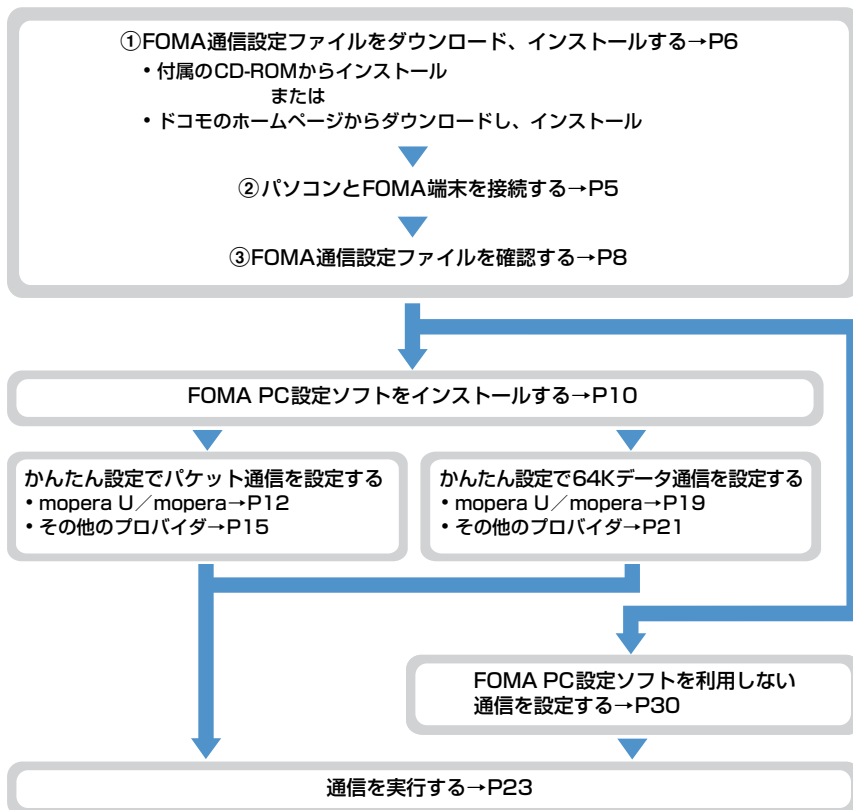 ①FOMA通信設定ファイルをダウンロード、インストールする→P6
・付属のCD-ROMからインストール
または
・ドコモのホームページからダウンロードし、インストール
②パソコンとFOMA端末を接続する→P5
③FOMA通信設定ファイルを確認する→P8
FOMA PC設定ソフトをインストールする→P10
かんたん設定でパケット通信を設定する
・mopera U／mopera→P12
・その他のプロバイダ→P15
かんたん設定で64Kデータ通信を設定する
・mopera U／mopera→P19
・その他のプロバイダ→P21
FOMA PC設定ソフトを利用しない
通信を設定する→P30
通信を実行する→P23